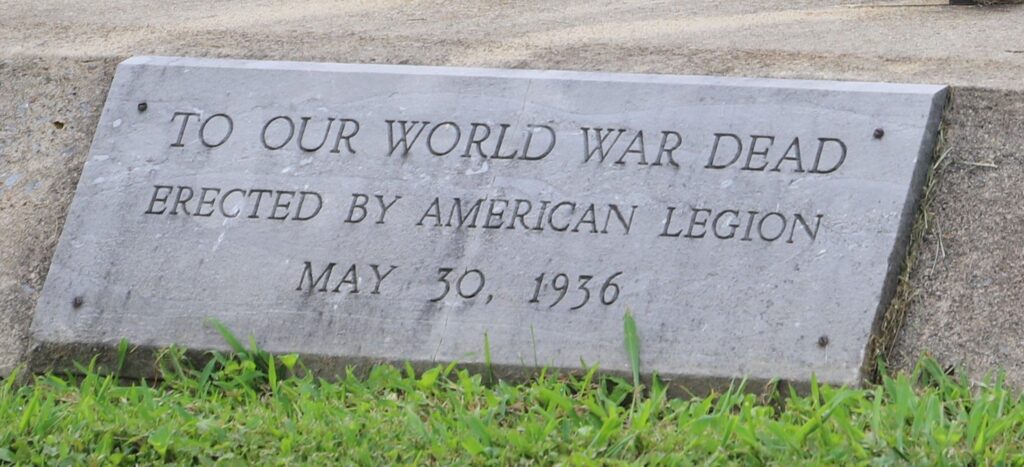 TO OUR WORLD WAR DEAD
ERECTED BY AMERICAN LEGION
MAY 30, 1936